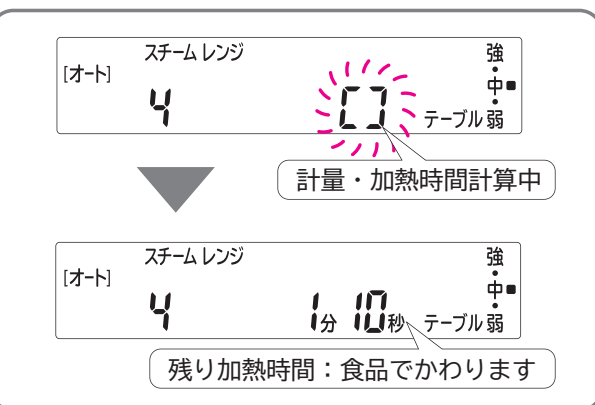 スチーム レンジ
[オート]
4
強
・
中■
・
テーブル 弱
計量・加熱時間計算中
スチーム レンジ
[オート]
4 1分 10秒
強
・
中■
・
テーブル 弱
残り加熱時間：食品でかわります